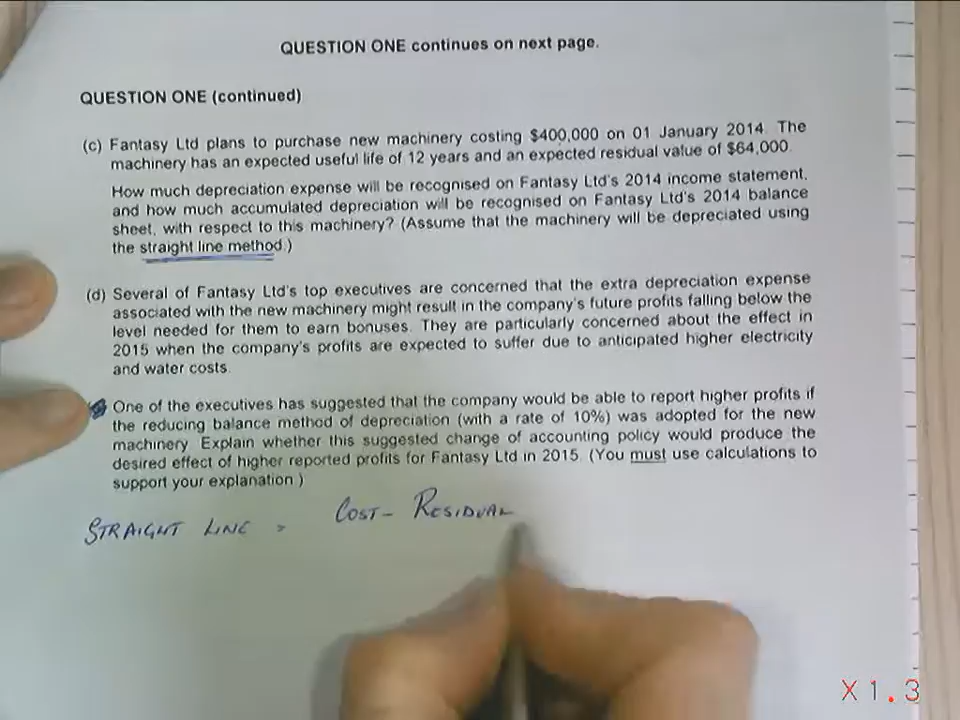 QUESTION ONE continues on next page.
QUESTION ONE (continued)
(c) Fantasy Ltd plans to purchase new machinery costing $400,000 on 01 January 2014. The
machinery has an expected useful life of 12 years and an expected residual value of $64,000.
How much depreciation expense will be recognised on Fantasy Ltd's 2014 income statement,
and how much accumulated depreciation will be recognised on Fantasy Ltd's 2014 balance
sheet, with respect to this machinery? (Assume that the machinery will be depreciated using
the straight line method.)
(d) Several of Fantasy Ltd's top executives are concerned that the extra depreciation expense
associated with the new machinery might result in the company's future profits falling below the
level needed for them to earn bonuses. They are particularly concerned about the effect in
2015 when the company's profits are expected to suffer due to anticipated higher electricity
and water costs.
One of the executives has suggested that the company would be able to report higher profits if
the reducing balance method of depreciation (with a rate of 10%) was adopted for the new
machinery. Explain whether this suggested change of accounting policy would produce the
desired effect of higher reported profits for Fantasy Ltd in 2015. (You must use calculations to
support your explanation.)
STRAIGHT LINE = COST - RESIDUAL
X1.3